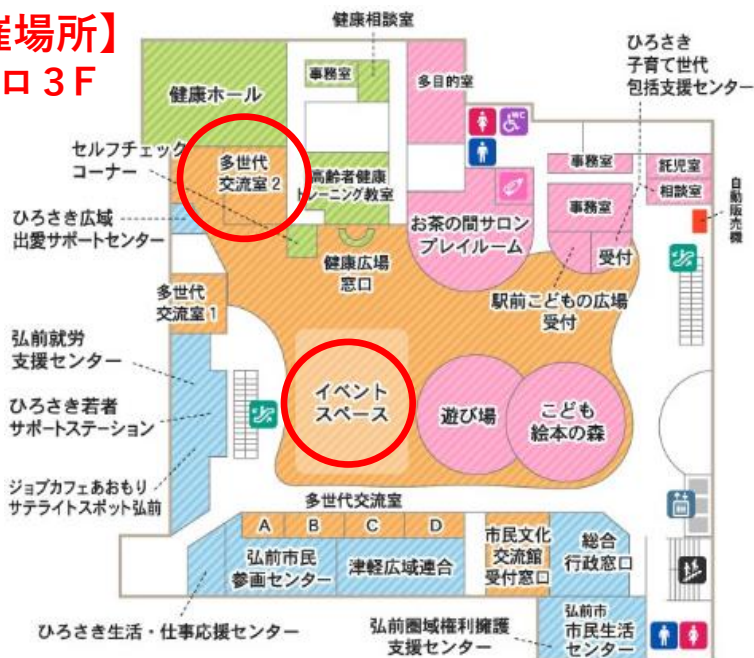 催場所】
ロ 3F
健康相談室
ひろさき
子育て世代
包括支援センター
事務室
多目的室
WC
健康ホール
セルフチェック
コーナー
多世代
交流室2
高齢者健康
トレーニング教室
事務室
託児室
相談室
事務室
受付
自動販売機
お茶の間サロン
プレイルーム
ひろさき広域
出愛サポートセンター
健康広場
窓口
駅前こどもの広場
受付
多世代
交流室1
弘前就労
支援センター
イベント
スペース
遊び場
こども
絵本の森
ひろさき若者
サポートステーション
ジョブカフェあおもり
サテライトスポット弘前
多世代交流室
A B C D
弘前市民
参画センター
津軽広域連合
市民文化
交流館
受付窓口
総合
行政窓口
ひろさき生活・仕事応援センター
弘前圏域権利擁護
支援センター
弘前市
市民生活
センター